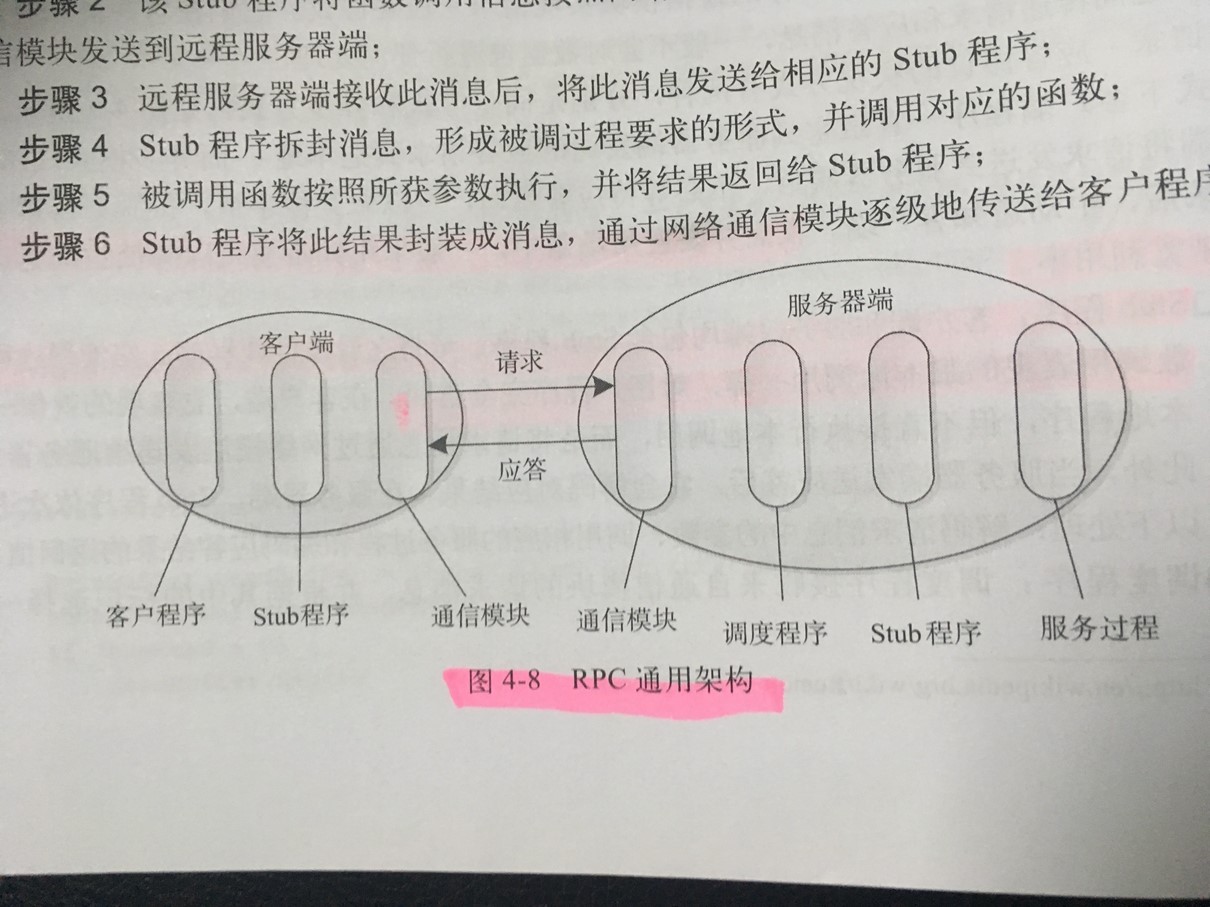 步骤 2 该 Stub 程序将函数调用信息按照
信模块发送到远程服务器端；
步骤 3 远程服务器端接收此消息后，将此消息发送给相应的 Stub 程序；
步骤 4 Stub 程序拆封消息，形成被调过程要求的形式，并调用对应的函数；
步骤 5 被调用函数按照所获参数执行，并将结果返回给 Stub 程序；
步骤 6 Stub 程序将此结果封装成消息，通过网络通信模块逐级地传送给客户程序
服务器端
客户端
请求
应答
客户程序 Stub程序 通信模块 通信模块 调度程序 Stub程序 服务过程
图 4-8 RPC 通用架构